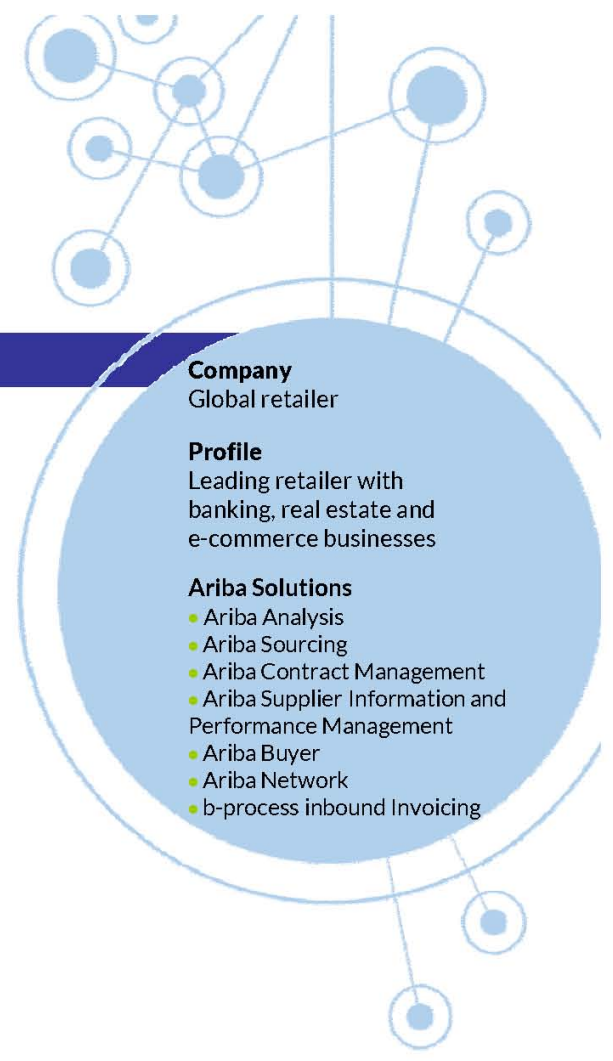 Company
Global retailer
Profile
Leading retailer with
banking, real estate and
e-commerce businesses
Ariba Solutions
• Ariba Analysis
• Ariba Sourcing
• Ariba Contract Management
• Ariba Supplier Information and
Performance Management
• Ariba Buyer
• Ariba Network
• b-process inbound Invoicing